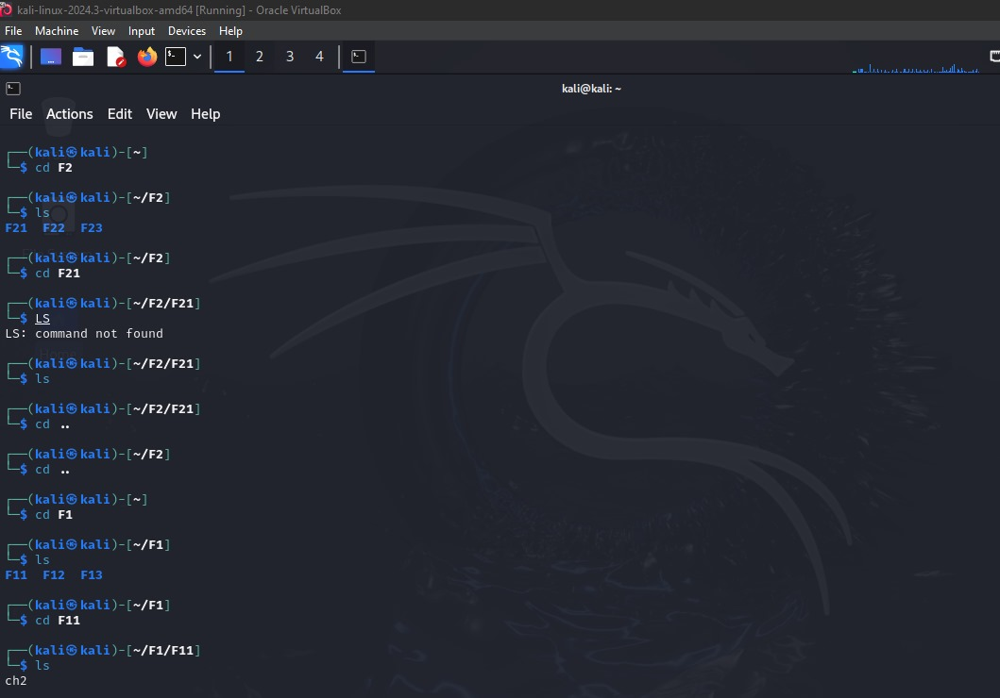 kali-linux-2024.3-virtualbox-amd64 [Running] - Oracle VirtualBox
File Machine View Input Devices Help
1 2 3 4
kali@kali: ~
File Actions Edit View Help
┌──(kali㉿kali)-[~]
└─$ cd F2
┌──(kali㉿kali)-[~/F2]
└─$ ls
F21 F22 F23
┌──(kali㉿kali)-[~/F2]
└─$ cd F21
┌──(kali㉿kali)-[~/F2/F21]
└─$ LS
LS: command not found
┌──(kali㉿kali)-[~/F2/F21]
└─$ ls
┌──(kali㉿kali)-[~/F2/F21]
└─$ cd ..
┌──(kali㉿kali)-[~/F2]
└─$ cd ..
┌──(kali㉿kali)-[~]
└─$ cd F1
┌──(kali㉿kali)-[~/F1]
└─$ ls
F11 F12 F13
┌──(kali㉿kali)-[~/F1]
└─$ cd F11
┌──(kali㉿kali)-[~/F1/F11]
└─$ ls
ch2